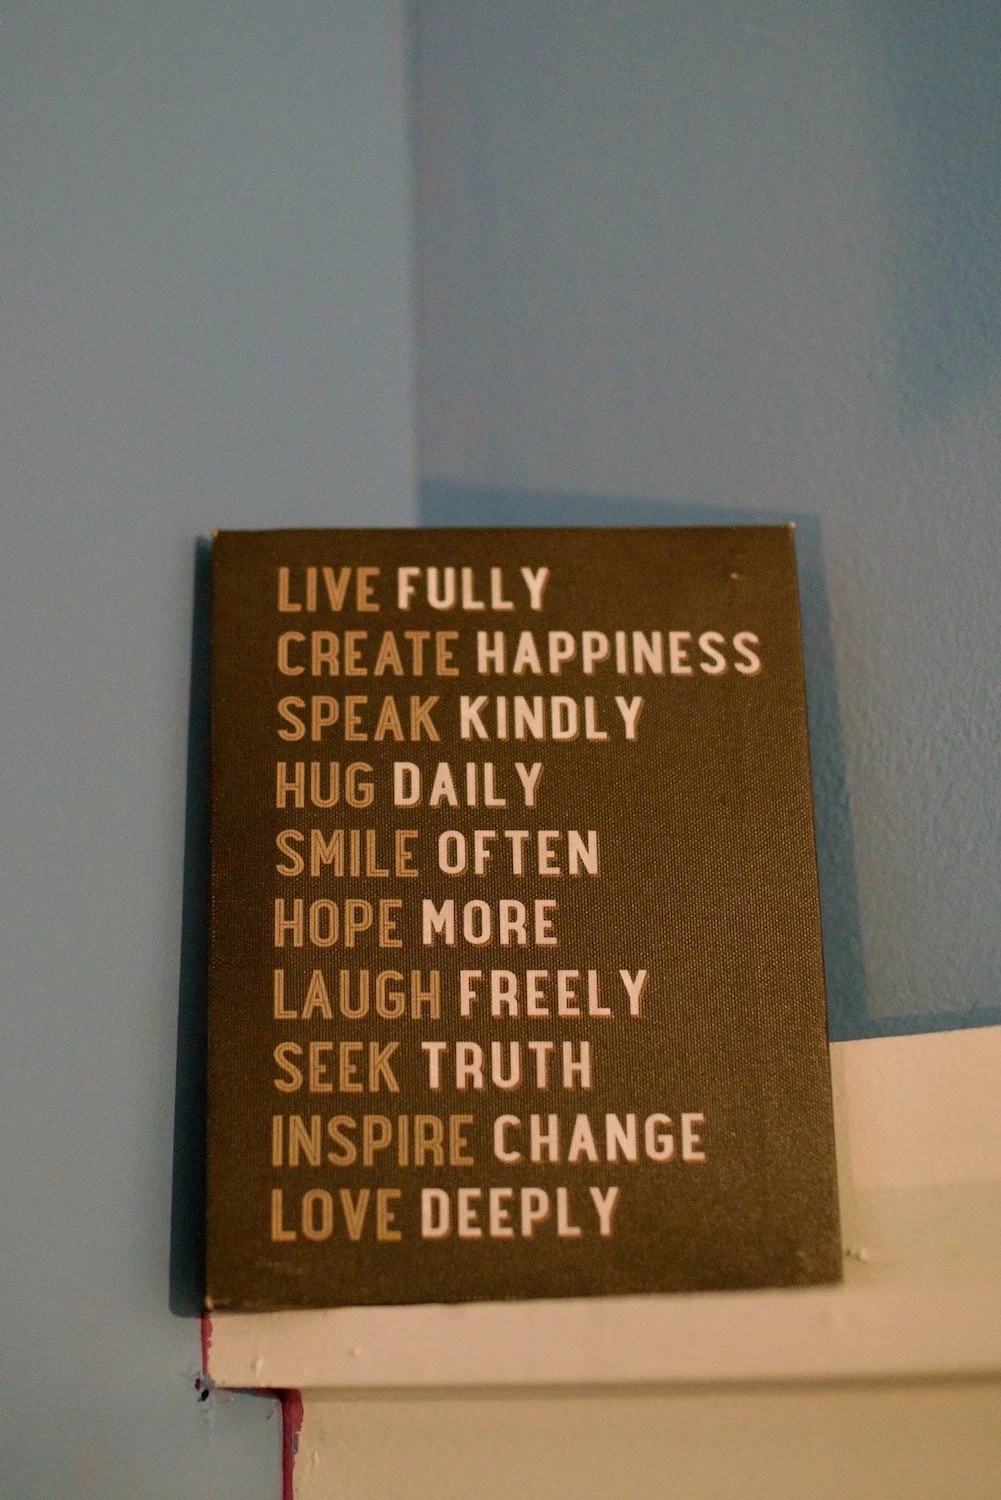 LIVE FULLY
CREATE HAPPINESS
SPEAK KINDLY
HUG DAILY
SMILE OFTEN
HOPE MORE
LAUGH FREELY
SEEK TRUTH
INSPIRE CHANGE
LOVE DEEPLY